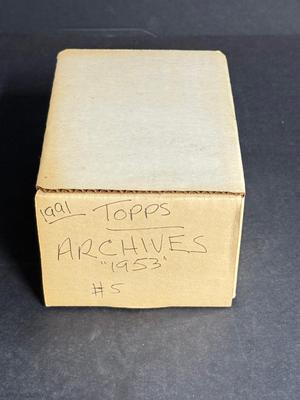 1991 TOPPS
ARCHIVES
"1953"
#5